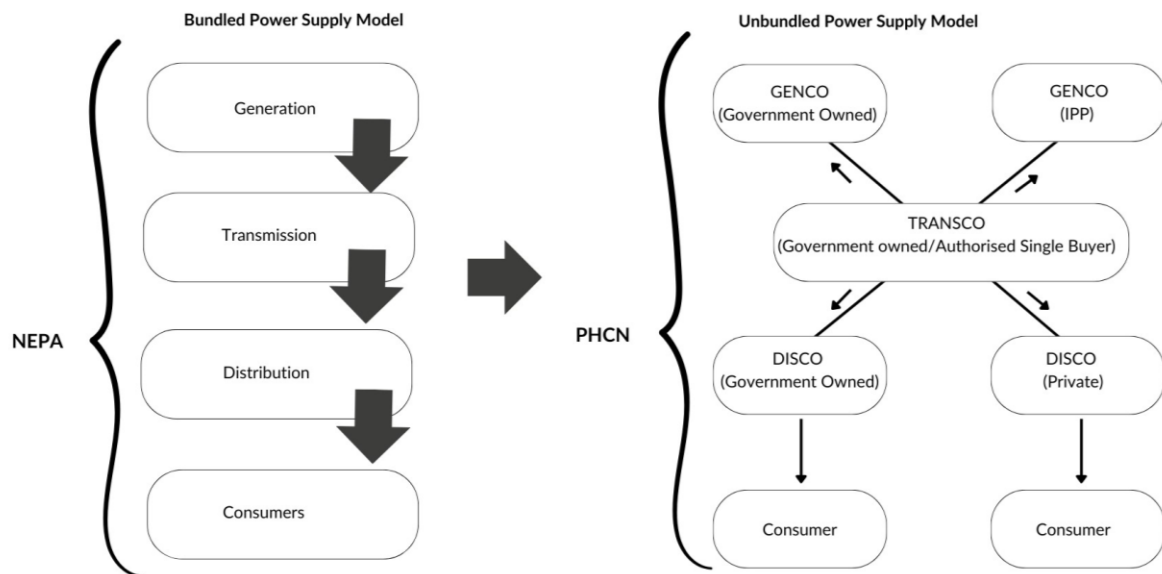 Bundled Power Supply Model
Generation
Transmission
NEPA
Distribution
Consumers
Unbundled Power Supply Model
GENCO
(Government Owned)
GENCO
(IPP)
TRANSCO
(Government owned/Authorised Single Buyer)
PHCN
DISCO
(Government Owned)
DISCO
(Private)
Consumer
Consumer